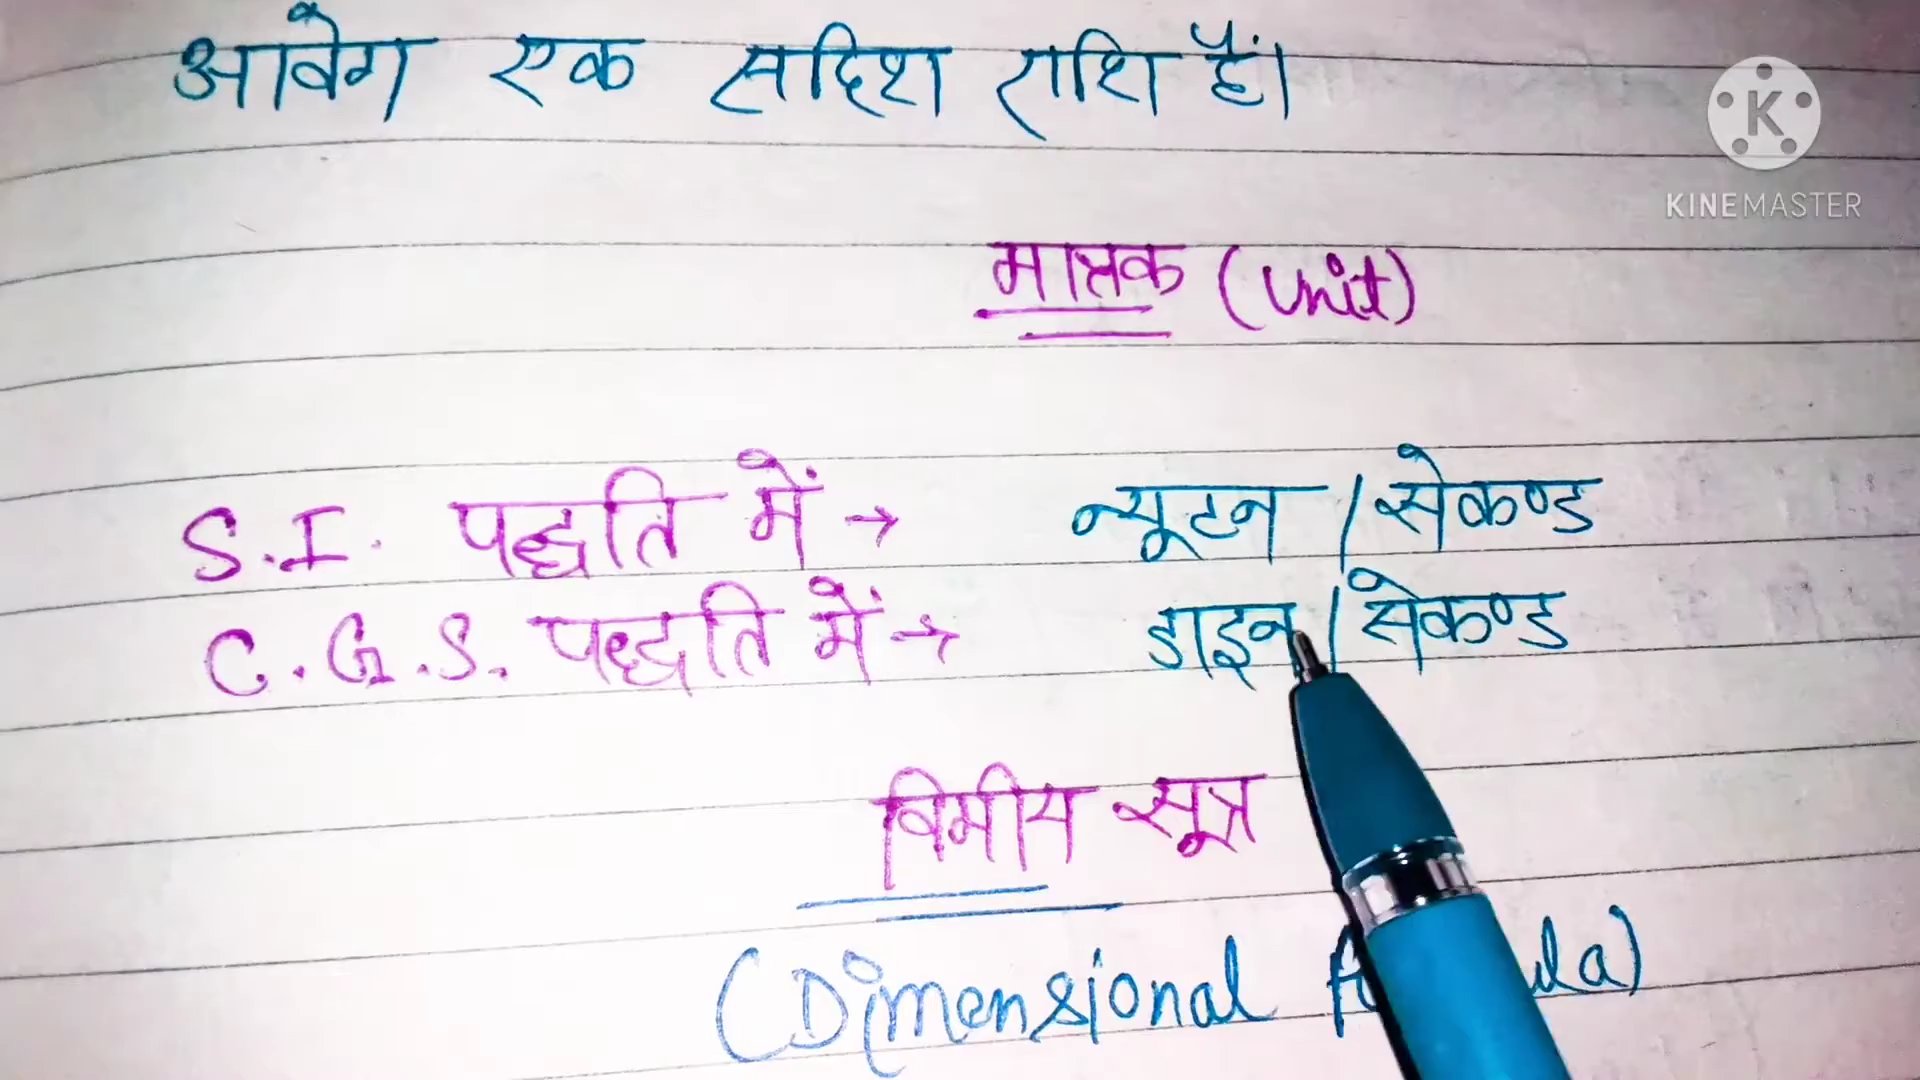 आवेग एक सदिश राशि हैं।
K
KINEMASTER
मात्रक (Unit)
S.I. पद्धति में → न्यूटन / सेकण्ड
C.G.S. पद्धति में → डाइन / सेकण्ड
विमीय सूत्र
(Dimensional